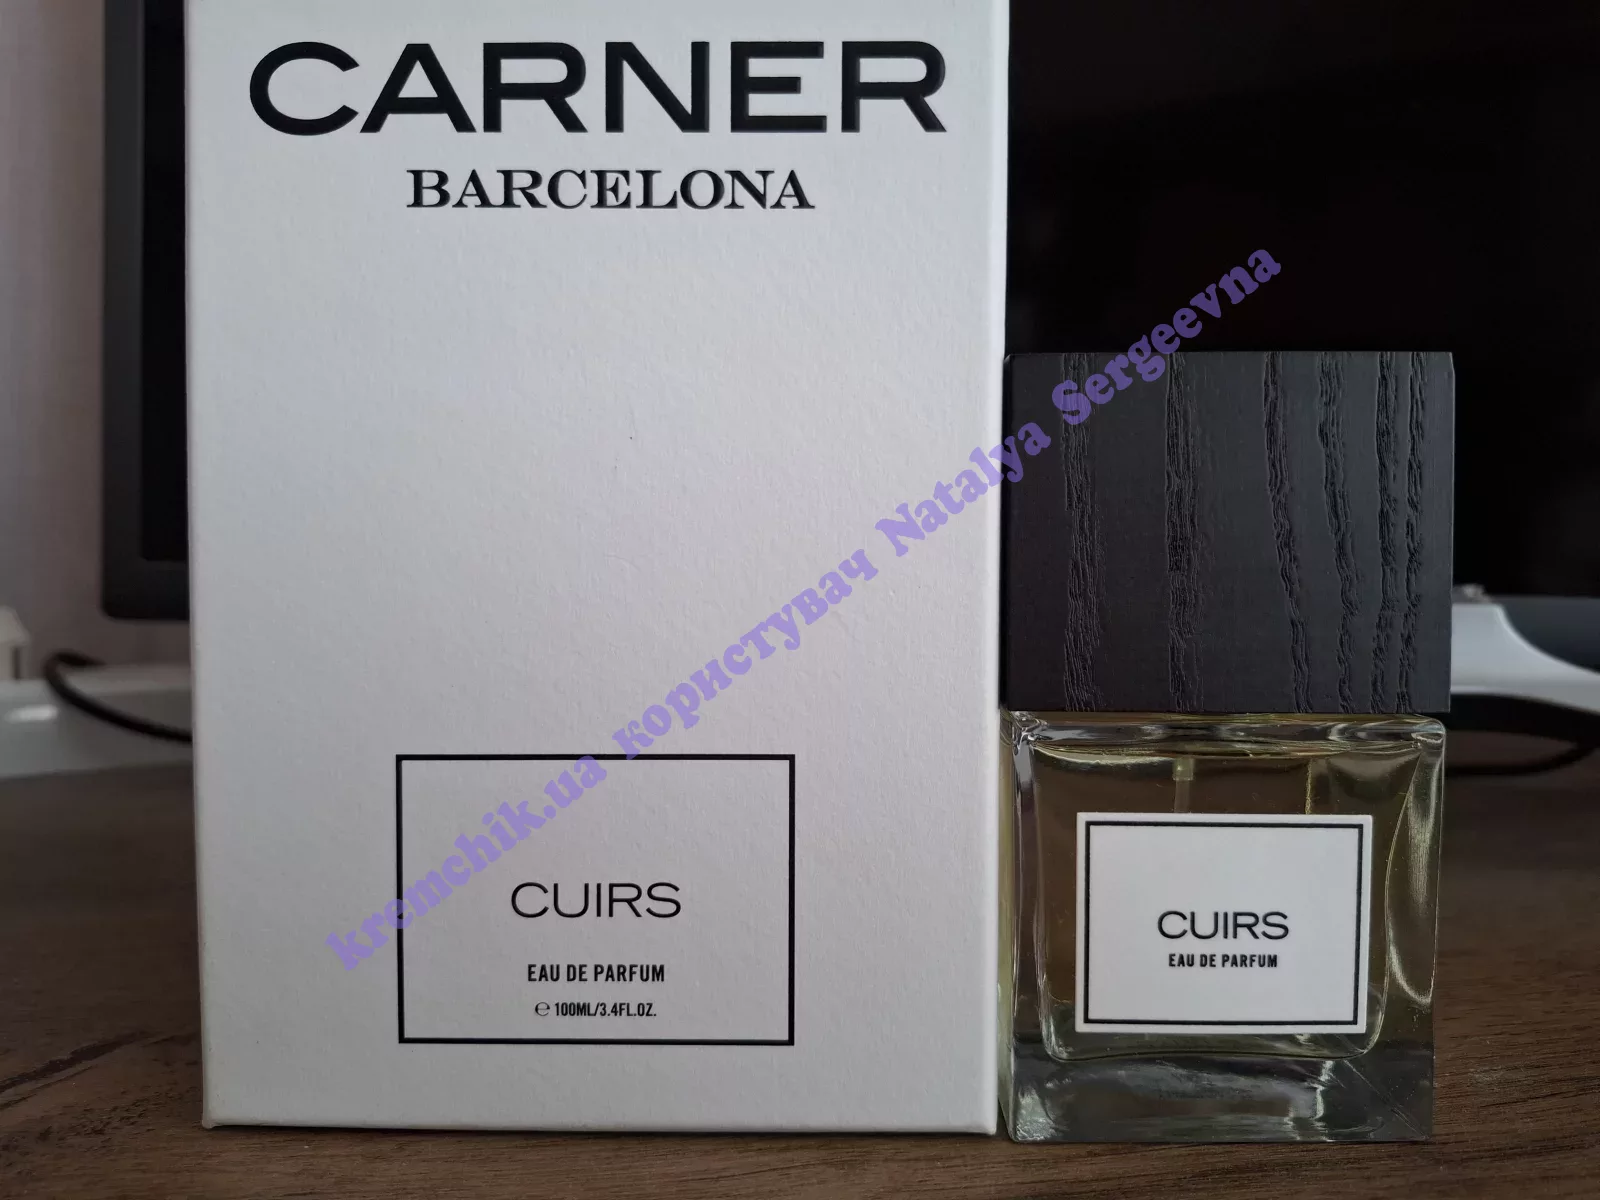 CARNER
BARCELONA
CUIRS
EAU DE PARFUM
℮ 100ML/3.4FL.OZ.
CUIRS
EAU DE PARFUM
kremchik.ua користувач Natalya Sergeevna